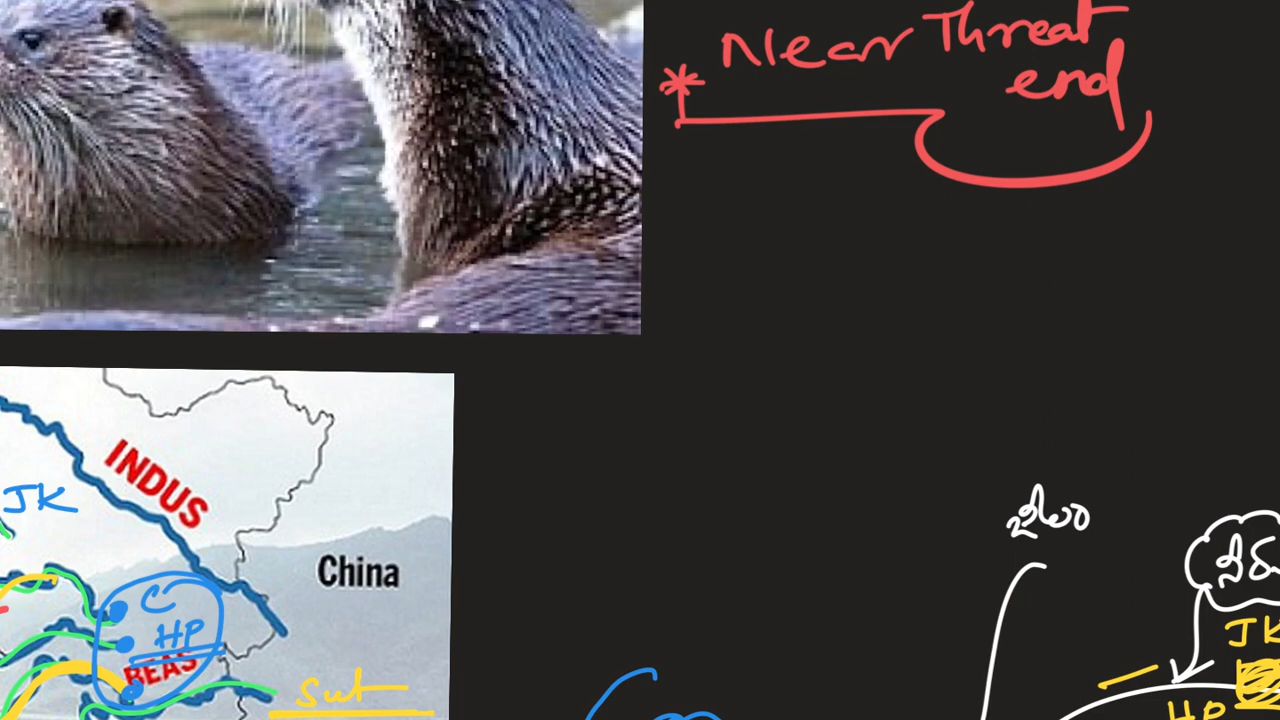 * Near Threat
end
INDUS
JK
China
C
HP
BEAS
Sut
JK
HP